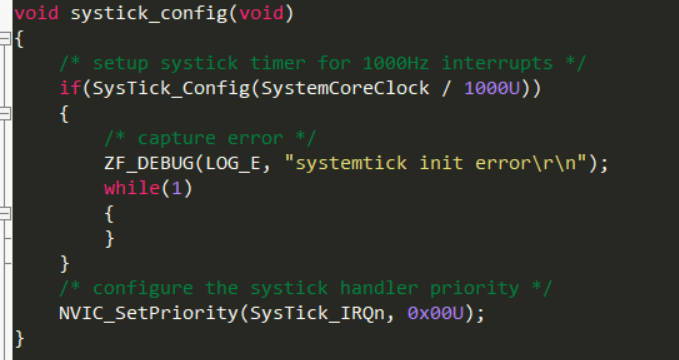 void systick_config(void)
{
    /* setup systick timer for 1000Hz interrupts */
    if(SysTick_Config(SystemCoreClock / 1000U))
    {
        /* capture error */
        ZF_DEBUG(LOG_E, "systemtick init error\r\n");
        while(1)
        {
        }
    }
    /* configure the systick handler priority */
    NVIC_SetPriority(SysTick_IRQn, 0x00U);
}